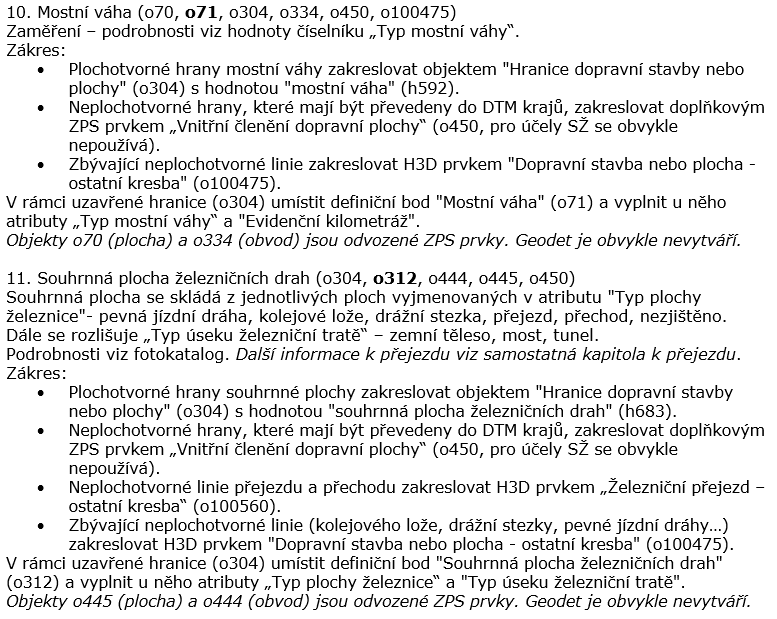 10. Mostní váha (o70, o71, o304, o334, o450, o100475)
Zaměření – podrobnosti viz hodnoty číselníku „Typ mostní váhy“.
Zákres:
• Plochotvorné hrany mostní váhy zakreslovat objektem "Hranice dopravní stavby nebo
plochy" (o304) s hodnotou "mostní váha" (h592).
• Neplochotvorné hrany, které mají být převedeny do DTM krajů, zakreslovat doplňkovým
ZPS prvkem „Vnitřní členění dopravní plochy“ (o450, pro účely SŽ se obvykle
nepoužívá).
• Zbývající neplochotvorné linie zakreslovat H3D prvkem "Dopravní stavba nebo plocha -
ostatní kresba" (o100475).
V rámci uzavřené hranice (o304) umístit definiční bod "Mostní váha" (o71) a vyplnit u něho
atributy „Typ mostní váhy“ a "Evidenční kilometráž".
Objekty o70 (plocha) a o334 (obvod) jsou odvozené ZPS prvky. Geodet je obvykle nevytváří.
11. Souhrnná plocha železničních drah (o304, o312, o444, o445, o450)
Souhrnná plocha se skládá z jednotlivých ploch vyjmenovaných v atributu "Typ plochy
železnice"- pevná jízdní dráha, kolejové lože, drážní stezka, přejezd, přechod, nezjištěno.
Dále se rozlišuje „Typ úseku železniční tratě“ – zemní těleso, most, tunel.
Podrobnosti viz fotokatalog. Další informace k přejezdu viz samostatná kapitola k přejezdu.
Zákres:
• Plochotvorné hrany souhrnné plochy zakreslovat objektem "Hranice dopravní stavby
nebo plochy" (o304) s hodnotou "souhrnná plocha železničních drah" (h683).
• Neplochotvorné hrany, které mají být převedeny do DTM krajů, zakreslovat doplňkovým
ZPS prvkem „Vnitřní členění dopravní plochy“ (o450, pro účely SŽ se obvykle
nepoužívá).
• Neplochotvorné linie přejezdu a přechodu zakreslovat H3D prvkem „Železniční přejezd –
ostatní kresba“ (o100560).
• Zbývající neplochotvorné linie (kolejového lože, drážní stezky, pevné jízdní dráhy…)
zakreslovat H3D prvkem "Dopravní stavba nebo plocha - ostatní kresba" (o100475).
V rámci uzavřené hranice (o304) umístit definiční bod "Souhrnná plocha železničních drah"
(o312) a vyplnit u něho atributy „Typ plochy železnice“ a "Typ úseku železniční tratě".
Objekty o445 (plocha) a o444 (obvod) jsou odvozené ZPS prvky. Geodet je obvykle nevytváří.